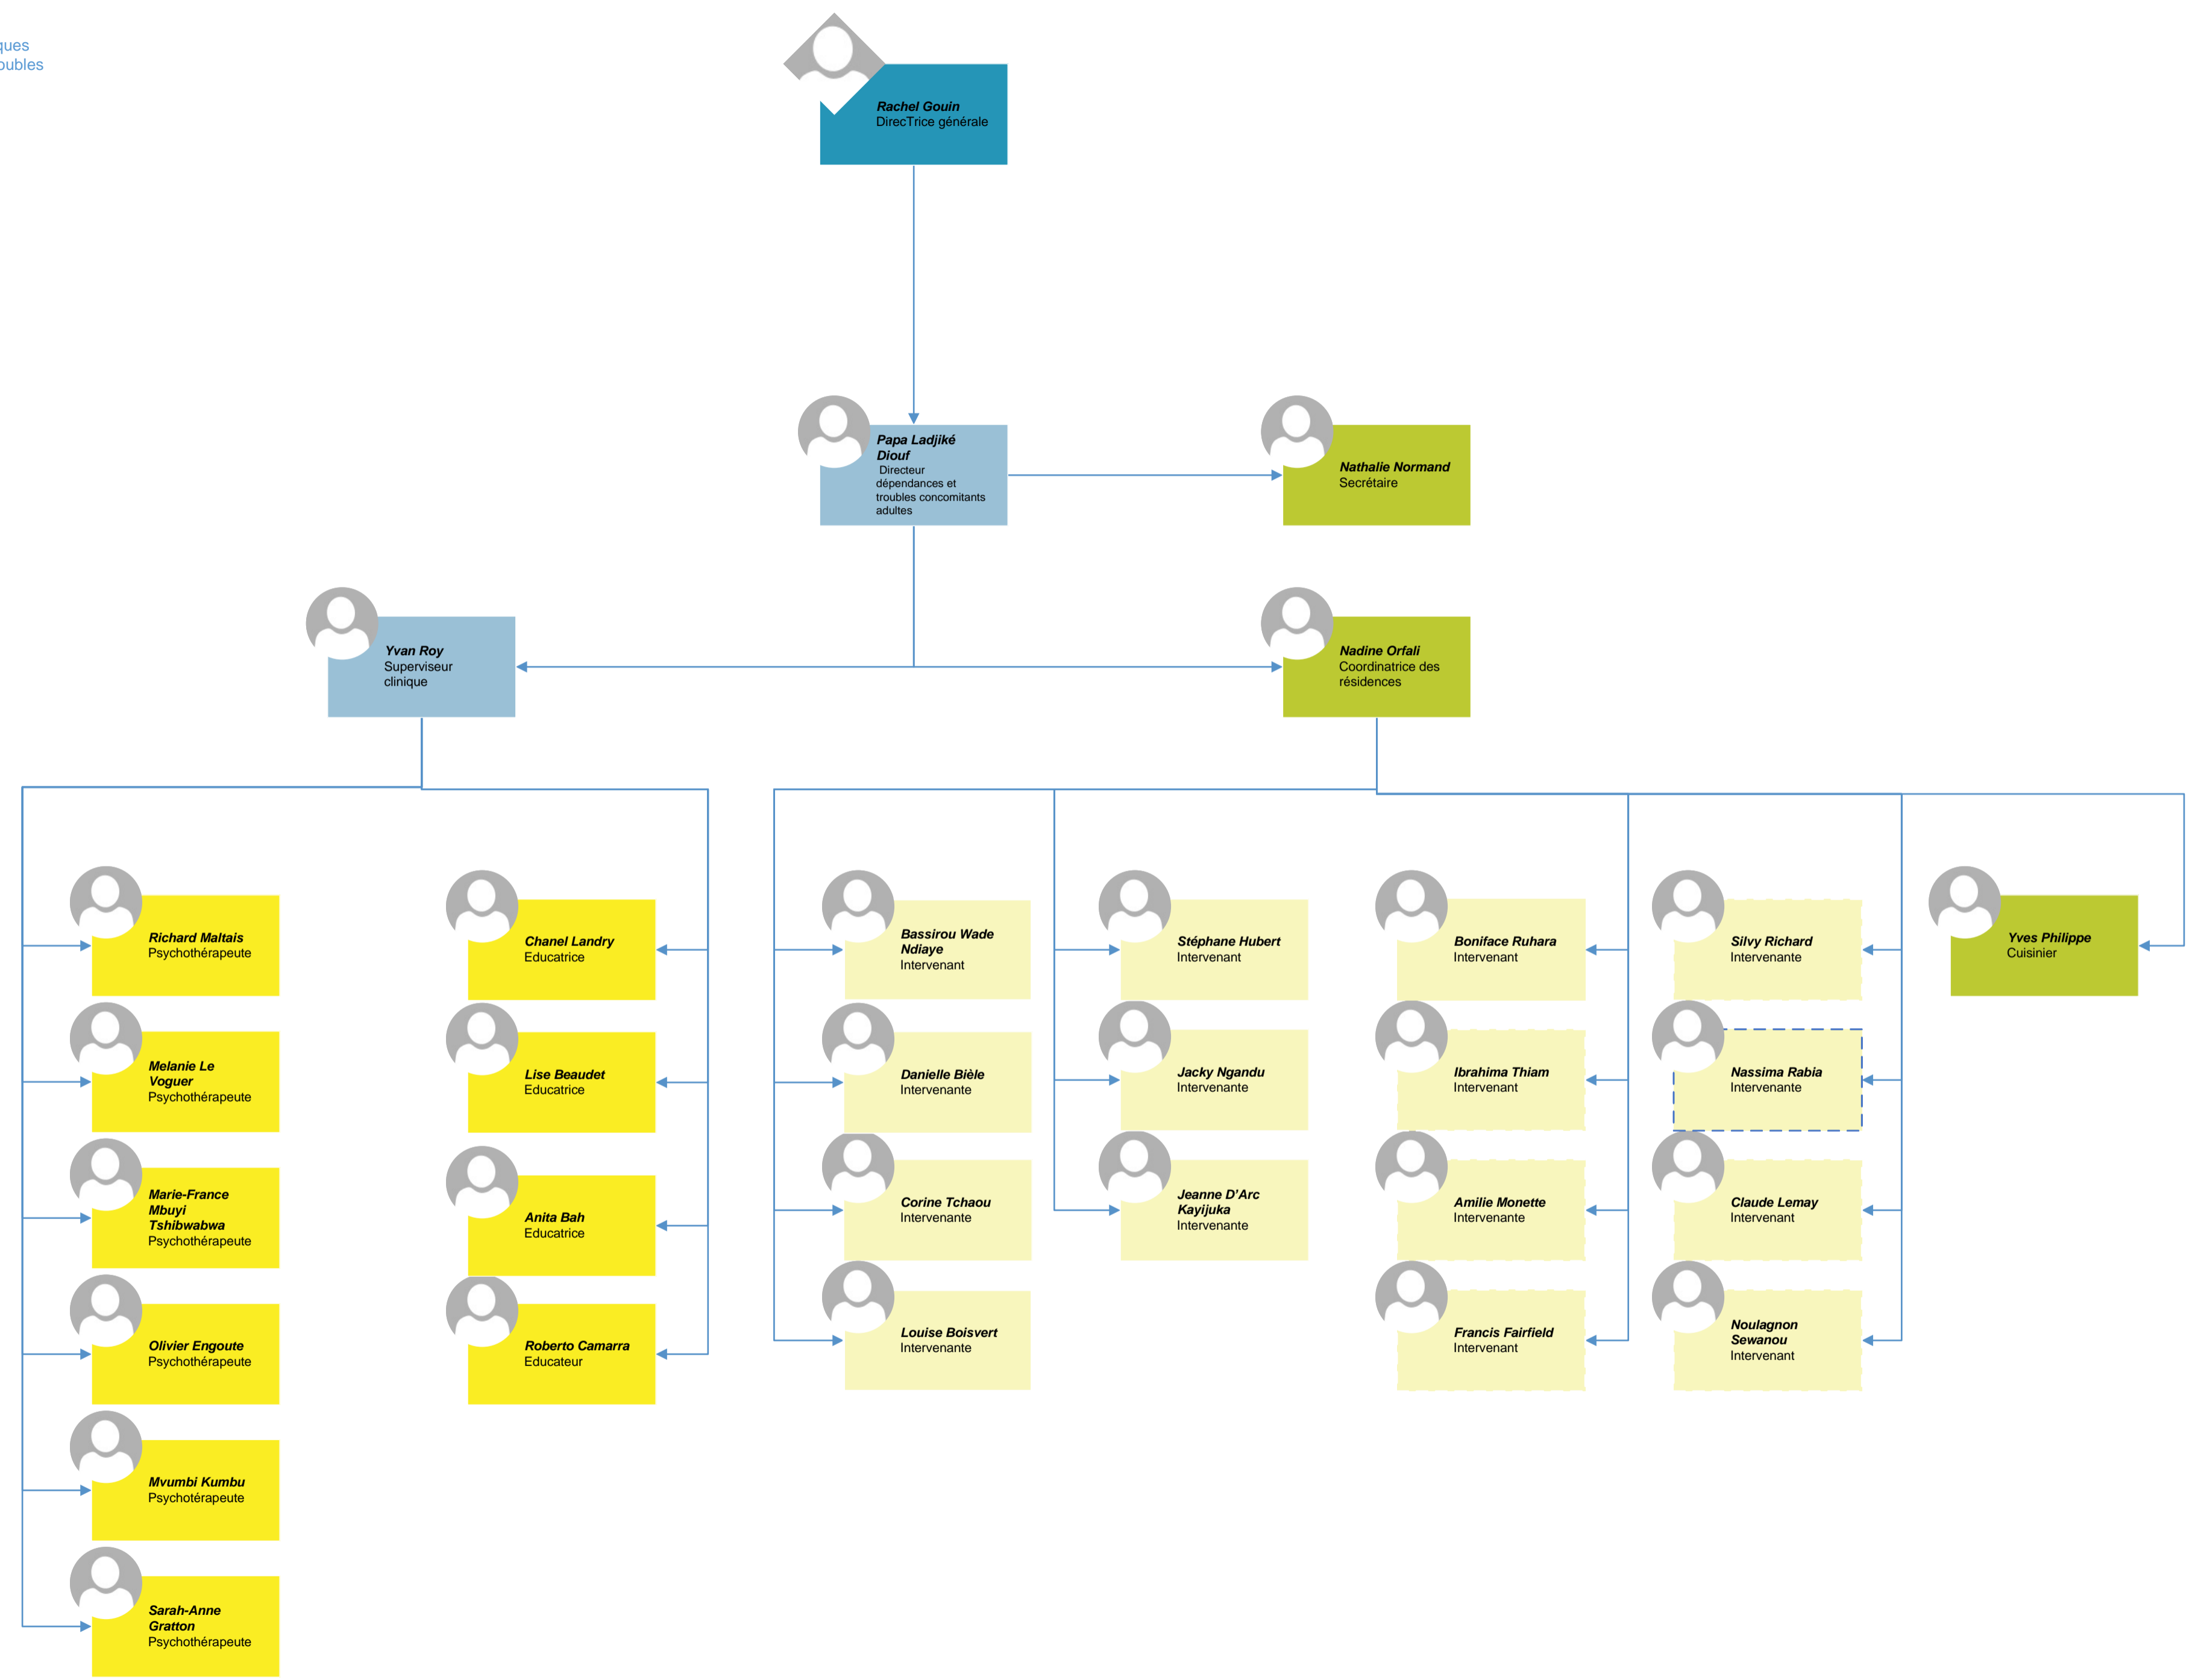 Rachel Gouin
DirecTrice générale
Papa Ladjiké
Diouf
Directeur
dépendances et
troubles concomitants
adultes
Nathalie Normand
Secrétaire
Yvan Roy
Superviseur
clinique
Nadine Orfali
Coordinatrice des
résidences
Richard Maltais
Psychothérapeute
Melanie Le
Voguer
Psychothérapeute
Marie-France
Mbuyi
Tshibwabwa
Psychothérapeute
Olivier Engoute
Psychothérapeute
Mvumbi Kumbu
Psychotérapeute
Sarah-Anne
Gratton
Psychothérapeute
Chanel Landry
Educatrice
Lise Beaudet
Educatrice
Anita Bah
Educatrice
Roberto Camarra
Educateur
Bassirou Wade
Ndiaye
Intervenant
Danielle Bièle
Intervenante
Corine Tchaou
Intervenante
Louise Boisvert
Intervenante
Stéphane Hubert
Intervenant
Jacky Ngandu
Intervenante
Jeanne D’Arc
Kayijuka
Intervenante
Boniface Ruhara
Intervenant
Ibrahima Thiam
Intervenant
Amilie Monette
Intervenante
Francis Fairfield
Intervenant
Silvy Richard
Intervenante
Nassima Rabia
Intervenante
Claude Lemay
Intervenant
Noulagnon
Sewanou
Intervenant
Yves Philippe
Cuisinier